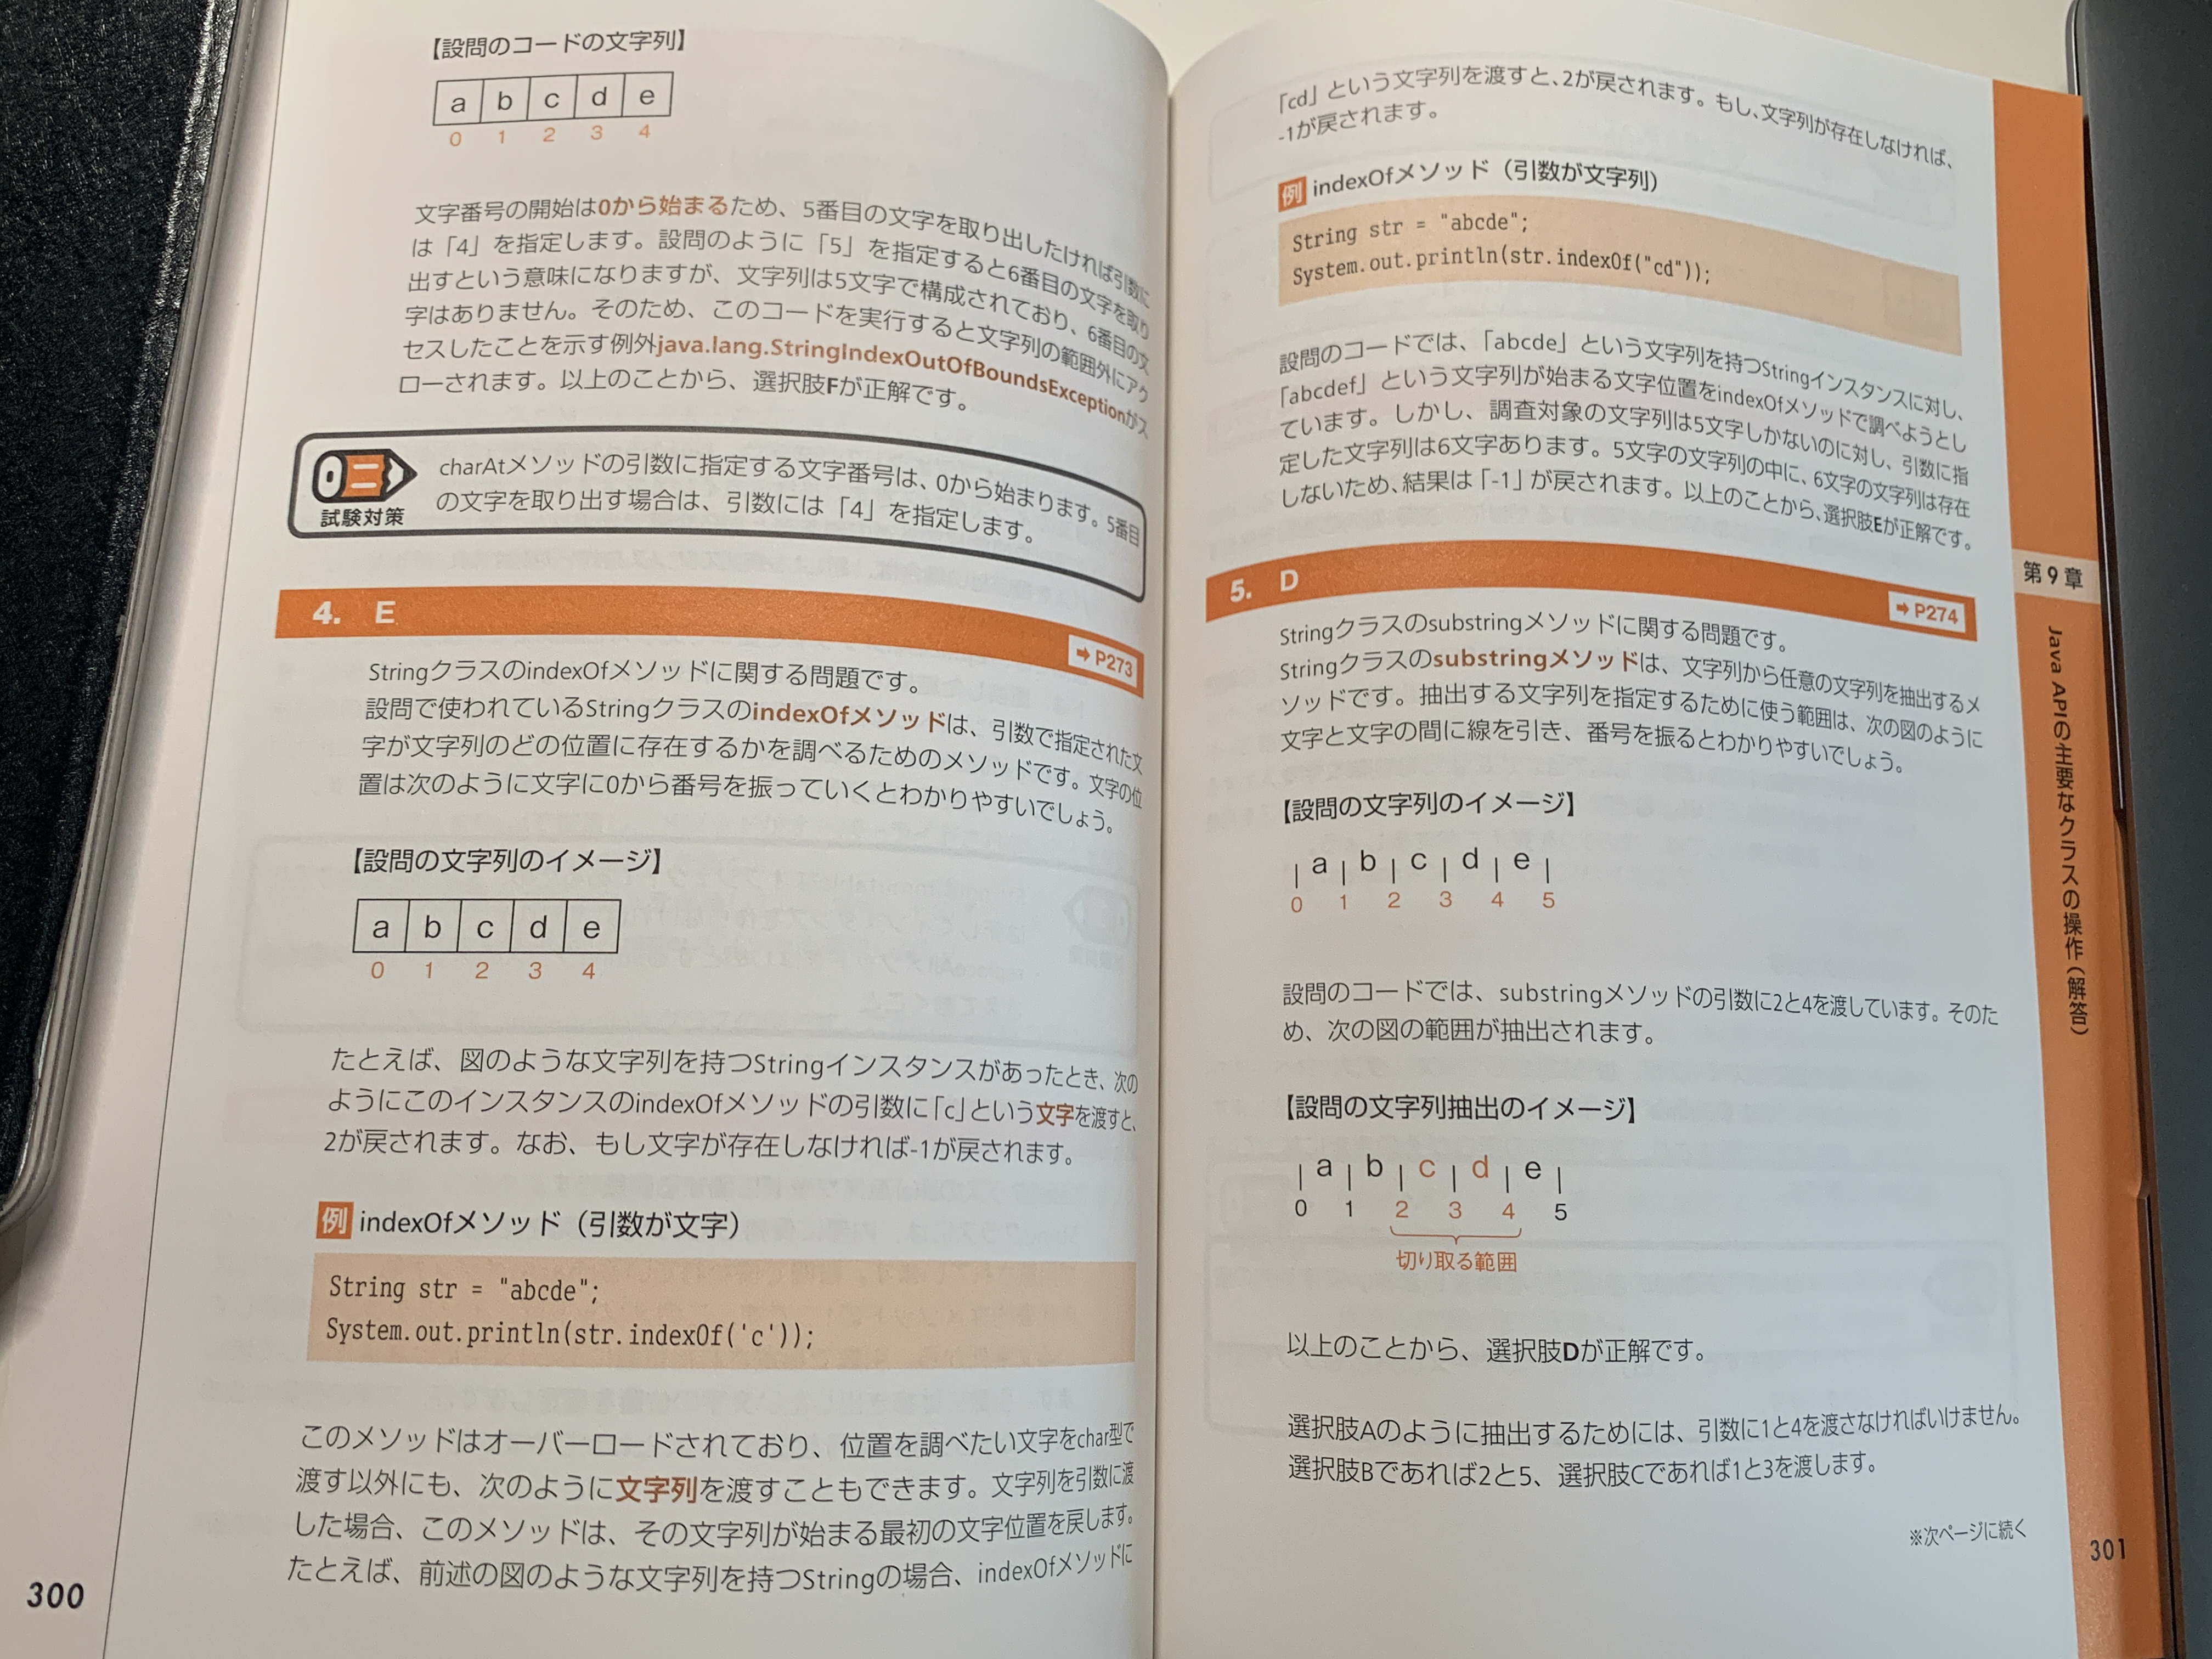 【設問のコードの文字列】
a b c d e
0 1 2 3 4
文字番号の開始は0から始まるため、5番目の文字を取り出したければ引数に
は「4」を指定します。設問のように「5」を指定すると6番目の文字を取り
出すという意味になりますが、文字列は5文字で構成されており、6番目の文
字はありません。そのため、このコードを実行すると文字列の範囲外にアク
セスしたことを示す例外java.lang.StringIndexOutOfBoundsExceptionがス
ローされます。以上のことから、選択肢Fが正解です。
試験対策
charAtメソッドの引数に指定する文字番号は、0から始まります。5番目
の文字を取り出す場合は、引数には「4」を指定します。
4. E
➡P273
Stringクラスのindexofメソッドに関する問題です。
設問で使われているStringクラスのindexOfメソッドは、引数で指定された文
字が文字列のどの位置に存在するかを調べるためのメソッドです。文字の位
置は次のように文字に0から番号を振っていくとわかりやすいでしょう。
【設問の文字列のイメージ】
a b c d e
0 1 2 3 4
たとえば、図のような文字列を持つStringインスタンスがあったとき、次の
ようにこのインスタンスのindexOfメソッドの引数に「c」という文字を渡すと、
2が戻されます。なお、もし文字が存在しなければ-1が戻されます。
例 indexOfメソッド（引数が文字）
String str = "abcde";
System.out.println(str.indexOf('c'));
このメソッドはオーバーロードされており、位置を調べたい文字をchar型で
渡す以外にも、次のように文字列を渡すこともできます。文字列を引数に渡
した場合、このメソッドは、その文字列が始まる最初の文字位置を戻します。
たとえば、前述の図のような文字列を持つStringの場合、indexOfメソッドに
300
「cd」という文字列を渡すと、2が戻されます。もし、文字列が存在しなければ、
-1が戻されます。
例 indexOfメソッド（引数が文字列）
String str = "abcde";
System.out.println(str.indexOf("cd"));
設問のコードでは、「abcde」という文字列を持つStringインスタンスに対し、
「abcdef」という文字列が始まる文字位置をindexOfメソッドで調べようとし
ています。しかし、調査対象の文字列は5文字しかないのに対し、引数に指
定した文字列は6文字あります。5文字の文字列の中に、6文字の文字列は存在
しないため、結果は「-1」が戻されます。以上のことから、選択肢Eが正解です。
5. D
➡P274
Stringクラスのsubstringメソッドに関する問題です。
Stringクラスのsubstringメソッドは、文字列から任意の文字列を抽出するメ
ソッドです。抽出する文字列を指定するために使う範囲は、次の図のように
文字と文字の間に線を引き、番号を振るとわかりやすいでしょう。
【設問の文字列のイメージ】
| a | b | c | d | e |
0 1 2 3 4 5
設問のコードでは、substringメソッドの引数に2と4を渡しています。そのた
め、次の図の範囲が抽出されます。
【設問の文字列抽出のイメージ】
| a | b | c | d | e |
0 1 2 3 4 5
切り取る範囲
以上のことから、選択肢Dが正解です。
選択肢Aのように抽出するためには、引数に1と4を渡さなければいけません。
選択肢Bであれば2と5、選択肢Cであれば1と3を渡します。
※次ページに続く
301
第9章
Java APIの主要なクラスの操作（解答）